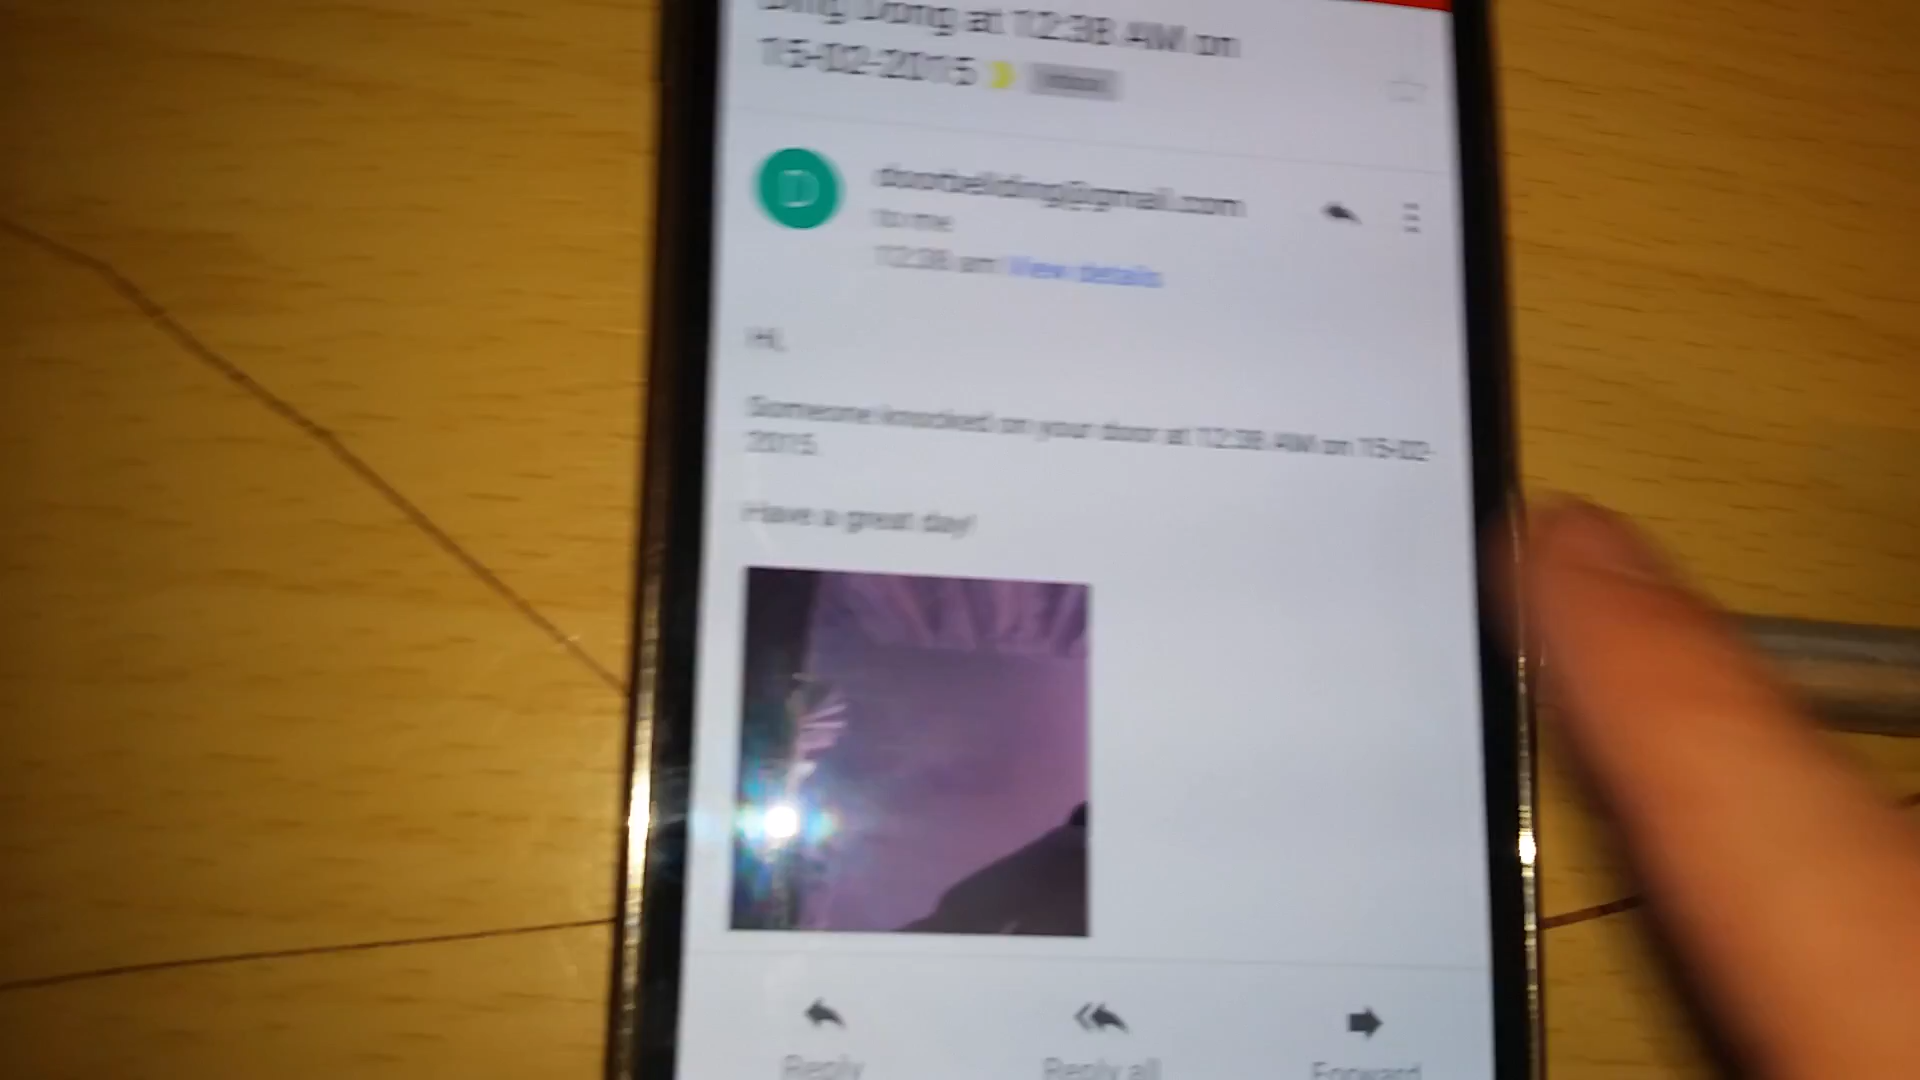 Ding Dong at 12:38 AM on
15-02-2015 Inbox
D
doorbellding@gmail.com
to me
12:38 am View details
Hi,
Someone knocked on your door at 12:38 AM on 15-02-
2015.
Have a great day!
Reply
Reply all
Forward